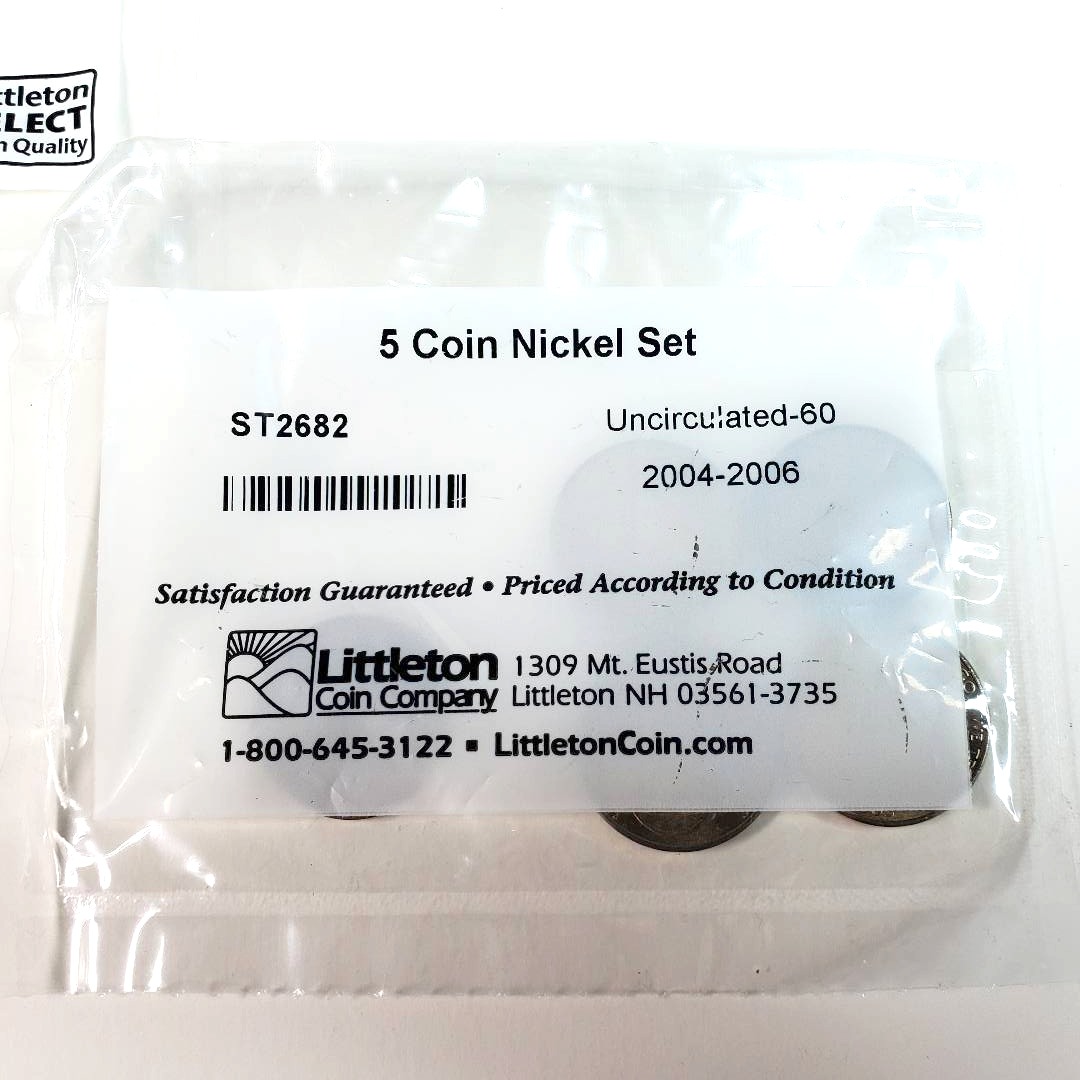 ttleton
LECT
Quality
5 Coin Nickel Set
ST2682
Uncirculated-60
2004-2006
Satisfaction Guaranteed • Priced According to Condition
Littleton
Coin Company
1309 Mt. Eustis Road
Littleton NH 03561-3735
1-800-645-3122 ▪ LittletonCoin.com